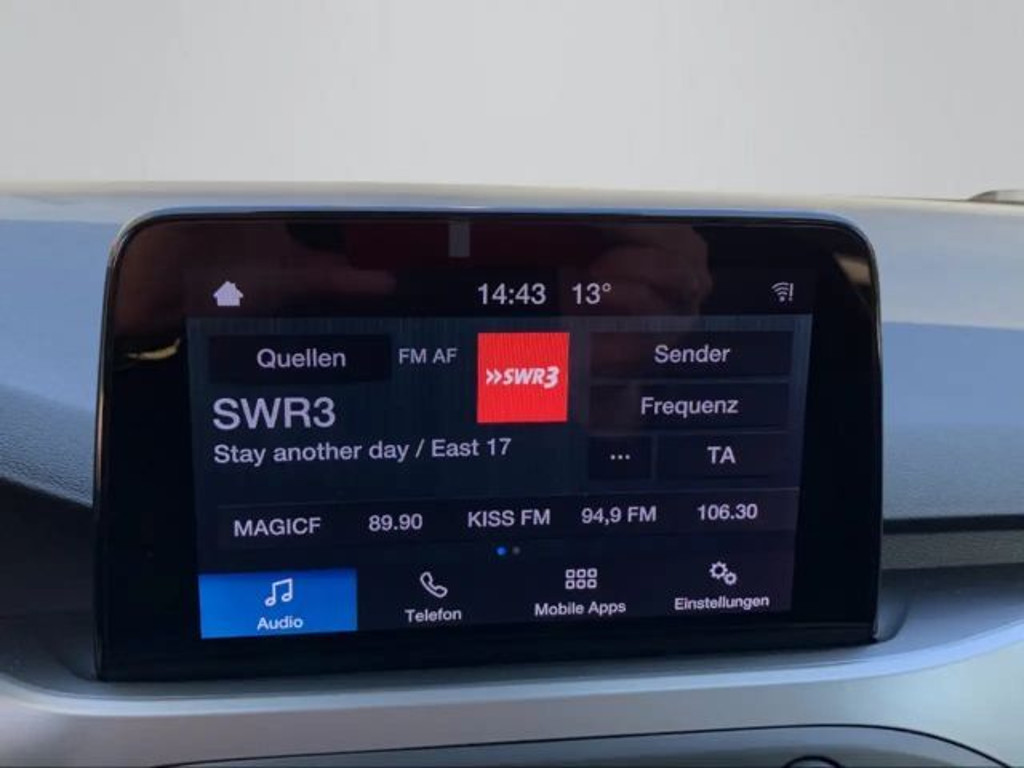 14:43 13°
Quellen FM AF
»SWR3
Sender
SWR3
Frequenz
Stay another day / East 17
... TA
MAGICF 89.90 KISS FM 94,9 FM 106.30
Audio Telefon Mobile Apps Einstellungen